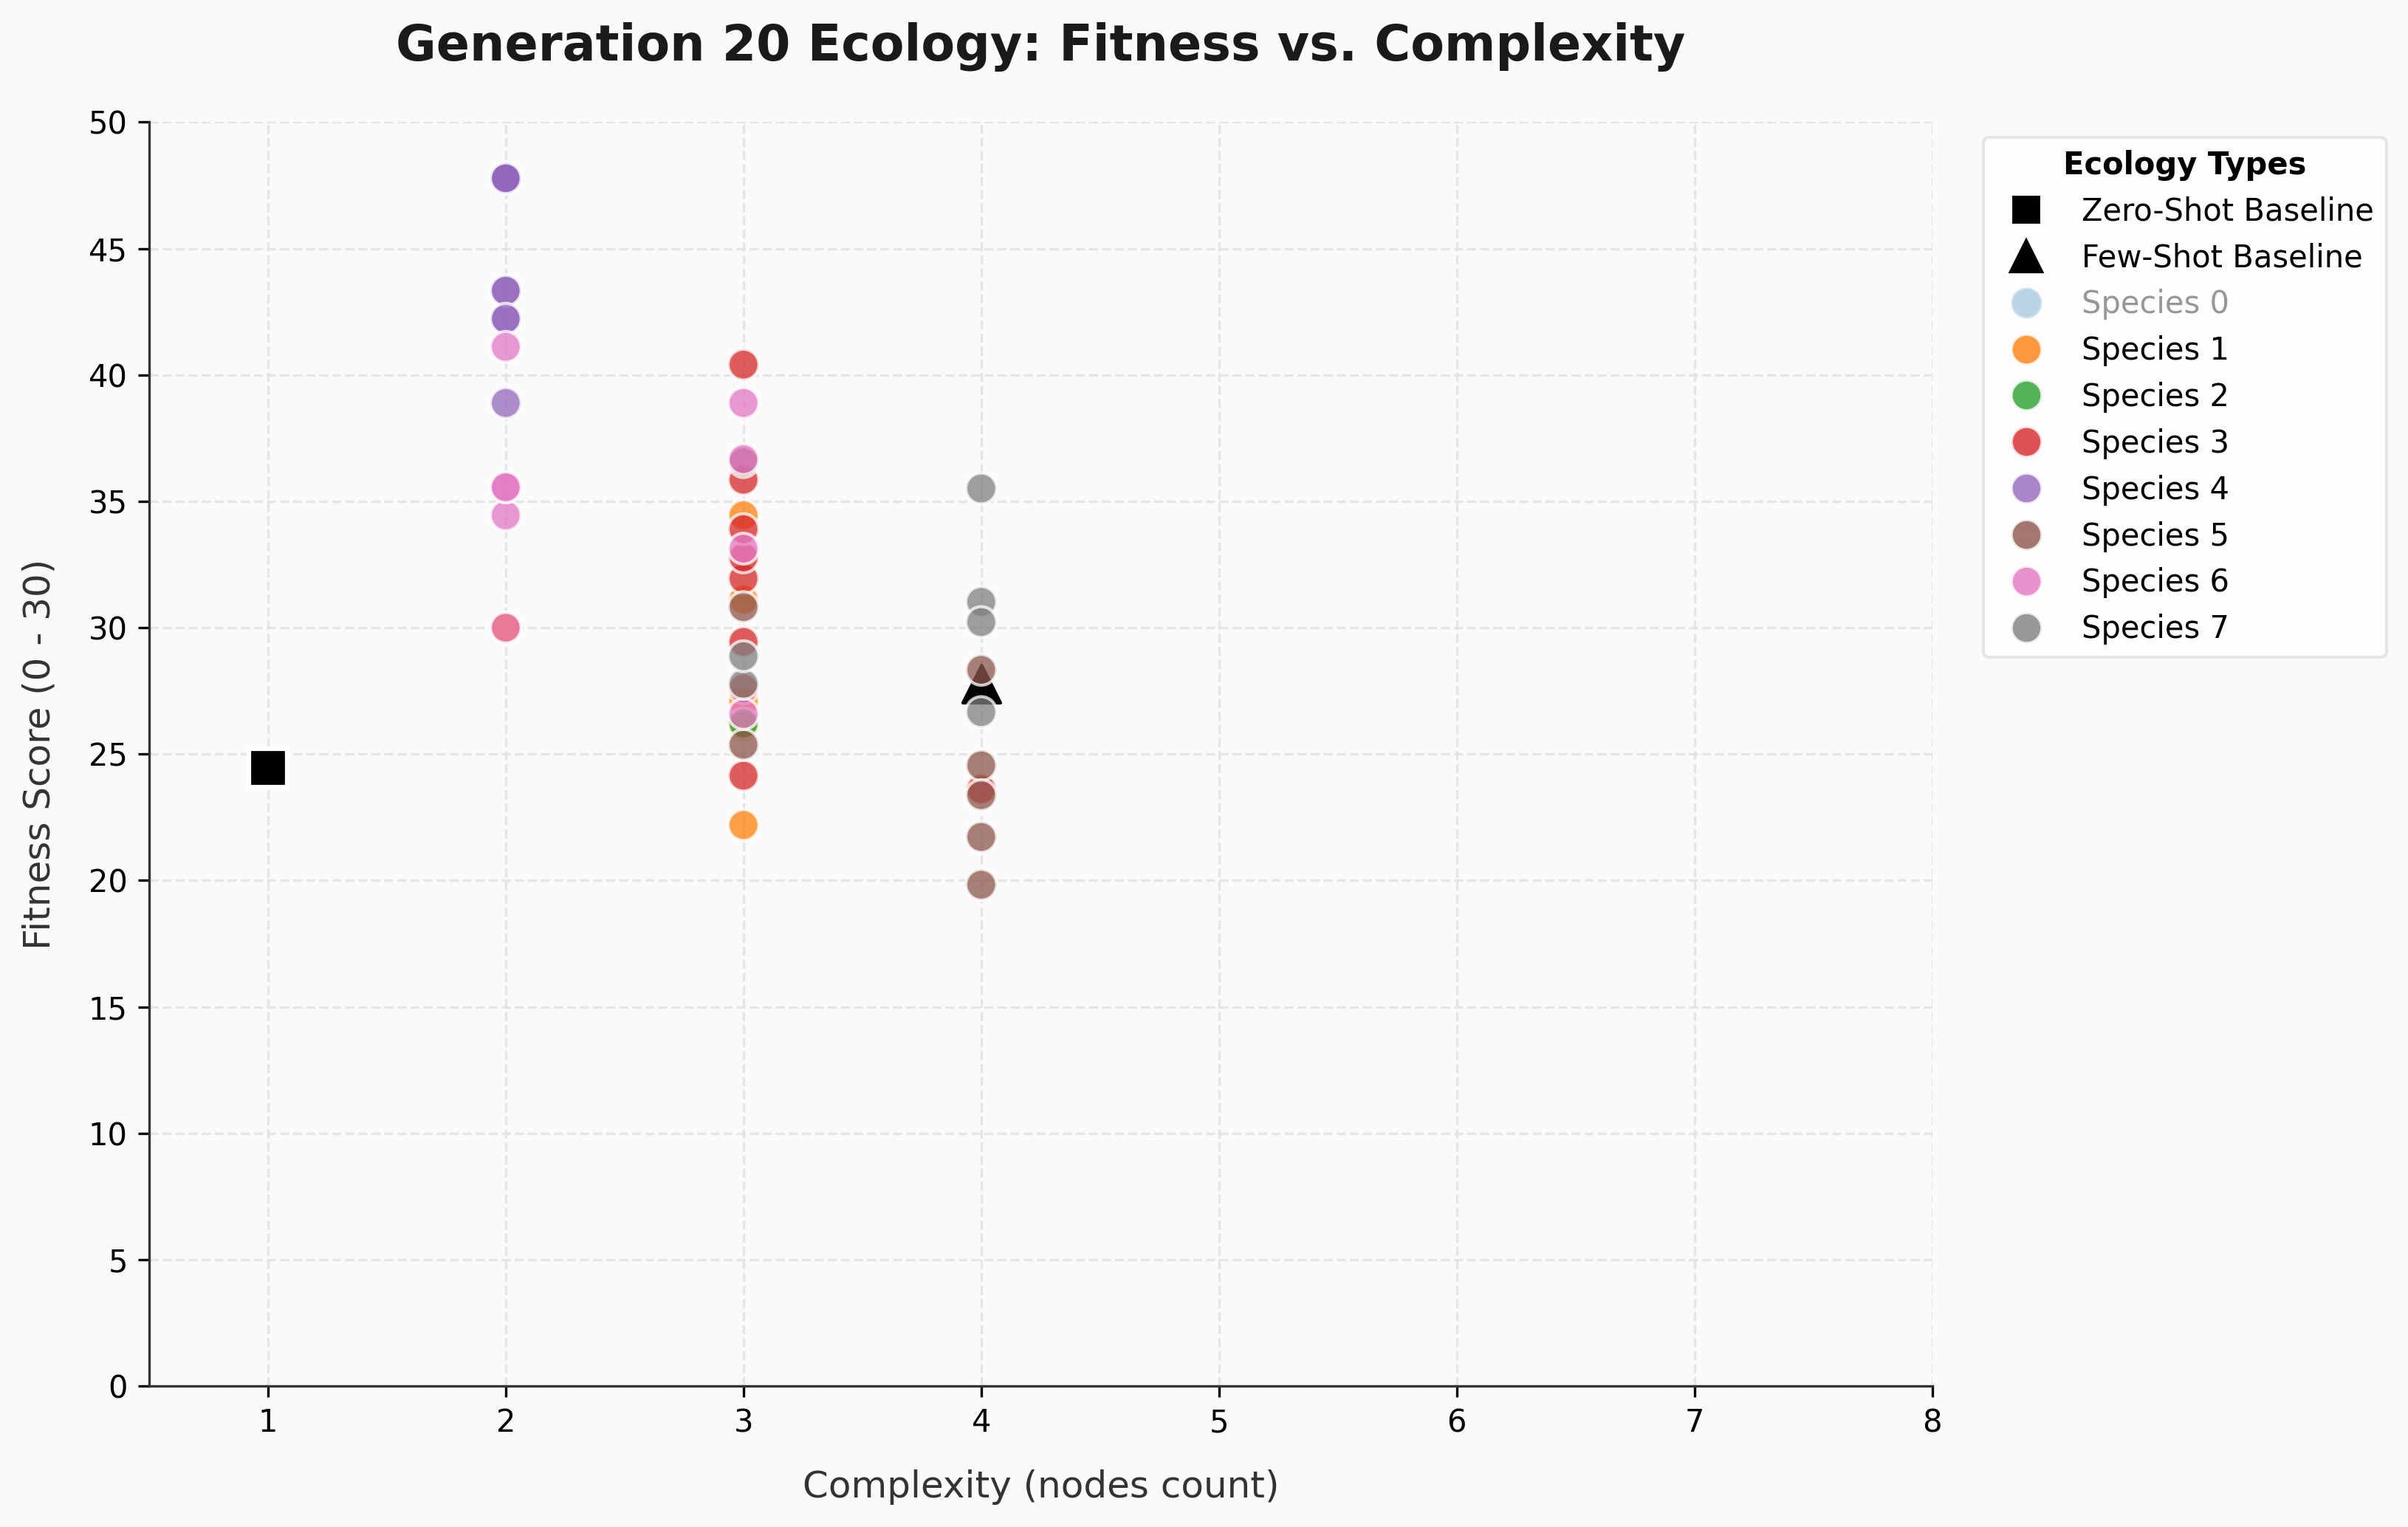 Generation 20 Ecology: Fitness vs. Complexity
50
45
40
35
30
25
20
15
10
5
0
Fitness Score (0 - 30)
1 2 3 4 5 6 7 8
Complexity (nodes count)
Ecology Types
Zero-Shot Baseline
Few-Shot Baseline
Species 0
Species 1
Species 2
Species 3
Species 4
Species 5
Species 6
Species 7